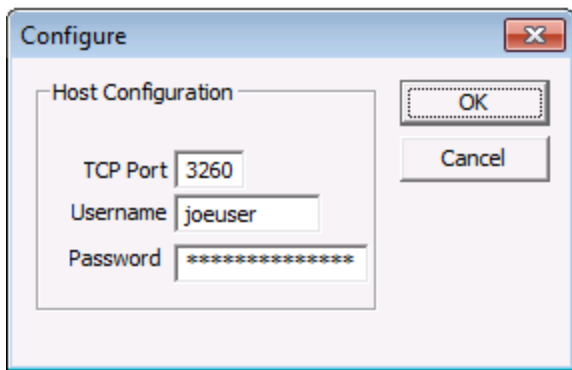 Configure
Host Configuration
OK
Cancel
TCP Port 3260
Username joeuser
Password **************